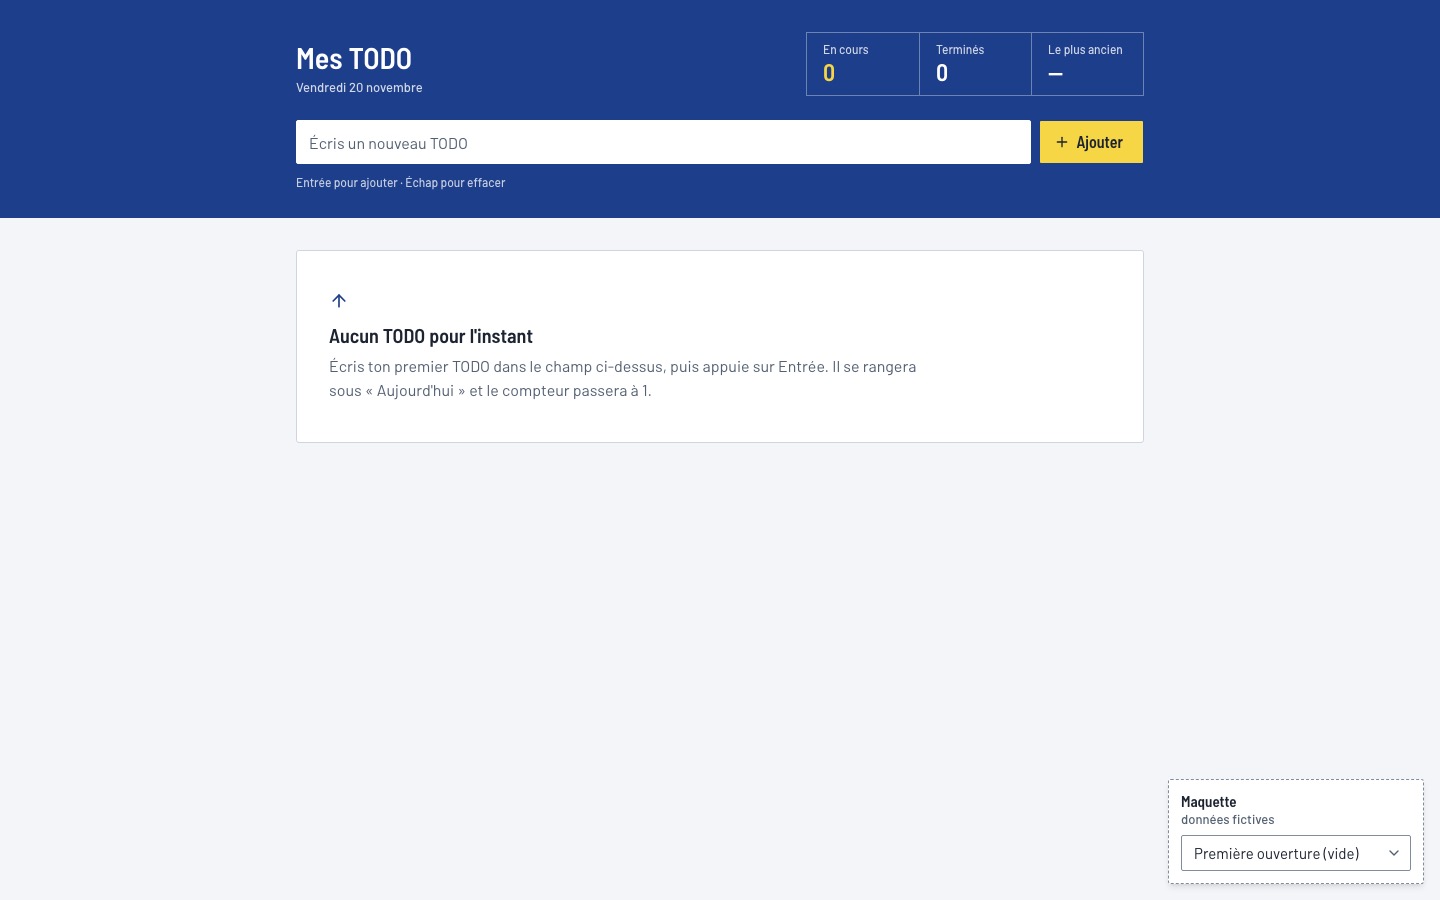 Mes TODO
Vendredi 20 novembre
En cours
0
Terminés
0
Le plus ancien
—
Écris un nouveau TODO
+ Ajouter
Entrée pour ajouter · Échap pour effacer
Aucun TODO pour l'instant
Écris ton premier TODO dans le champ ci-dessus, puis appuie sur Entrée. Il se rangera
sous « Aujourd'hui » et le compteur passera à 1.
Maquette
données fictives
Première ouverture (vide)